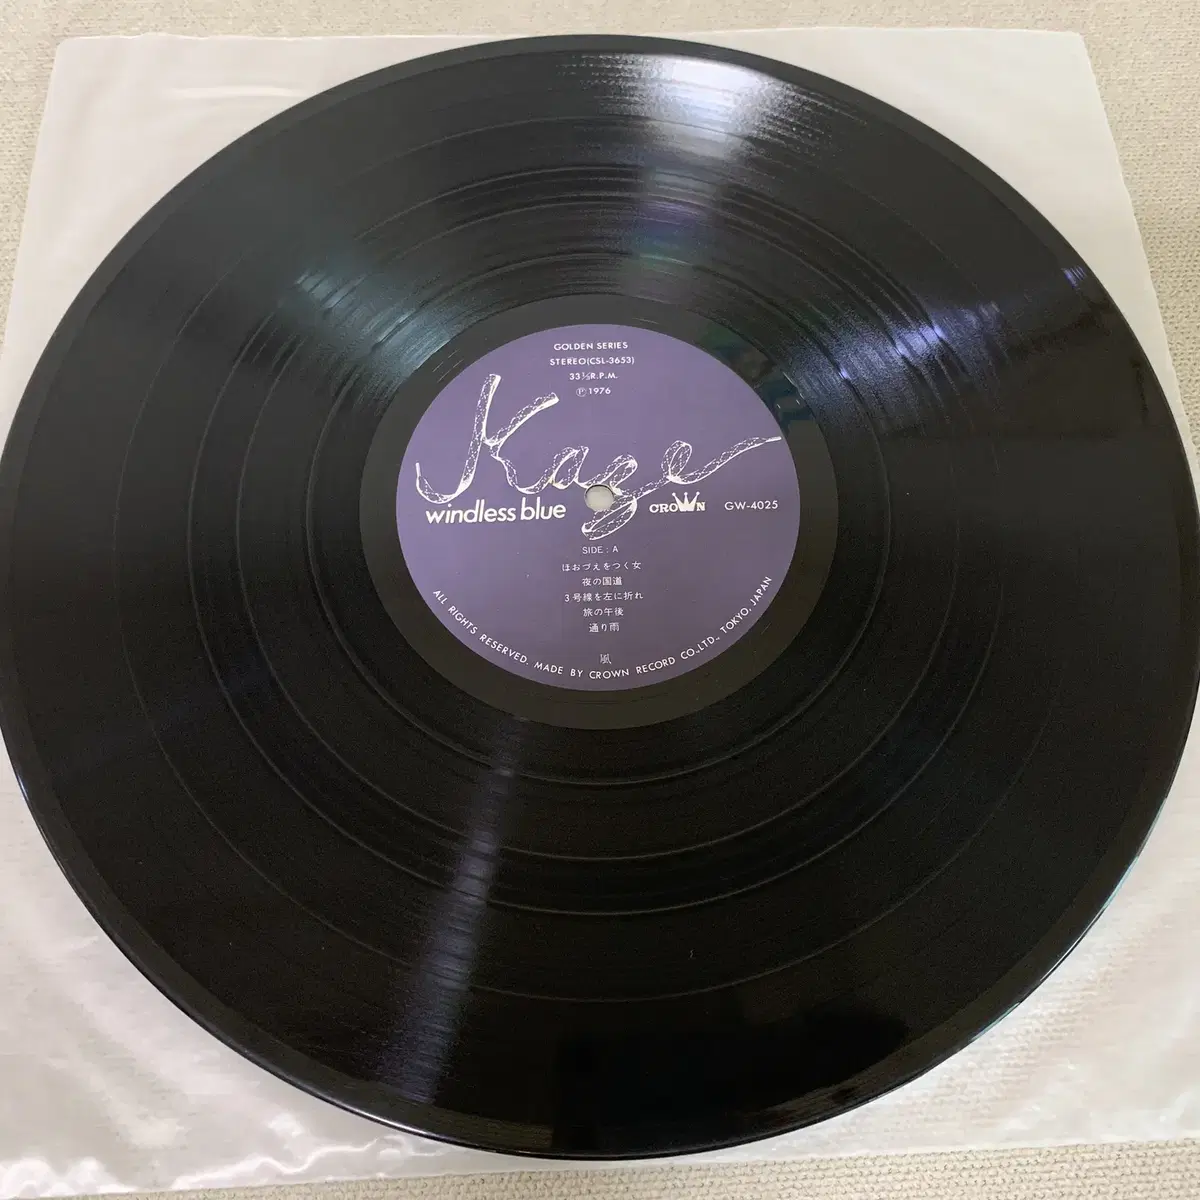 GOLDEN SERIES
STEREO(CSL-3653)
33⅓R.P.M.
Ⓟ1976
Kaze
windless blue
CROWN GW-4025
SIDE : A
ほおづえをつく女
夜の国道
3号線を左に折れ
旅の午後
通り雨
風
ALL RIGHTS RESERVED. MADE BY CROWN RECORD CO.,LTD., TOKYO, JAPAN